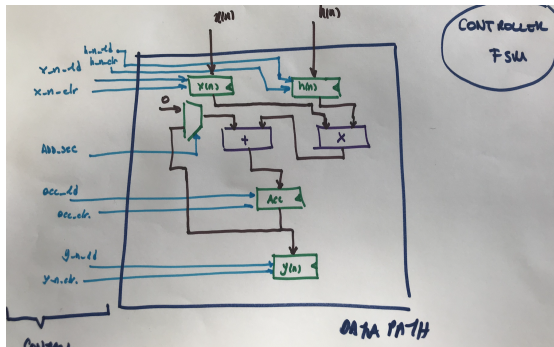 x(n)
h(n)
CONTROLLER
FSM
h_n_ld
h_n_clr
x_n_ld
x_n_clr
x(n)
h(n)
0
+
X
Add_sel
acc_ld
acc_clr.
Acc
y_n_ld
y_n_clr.
y(n)
DATA PATH